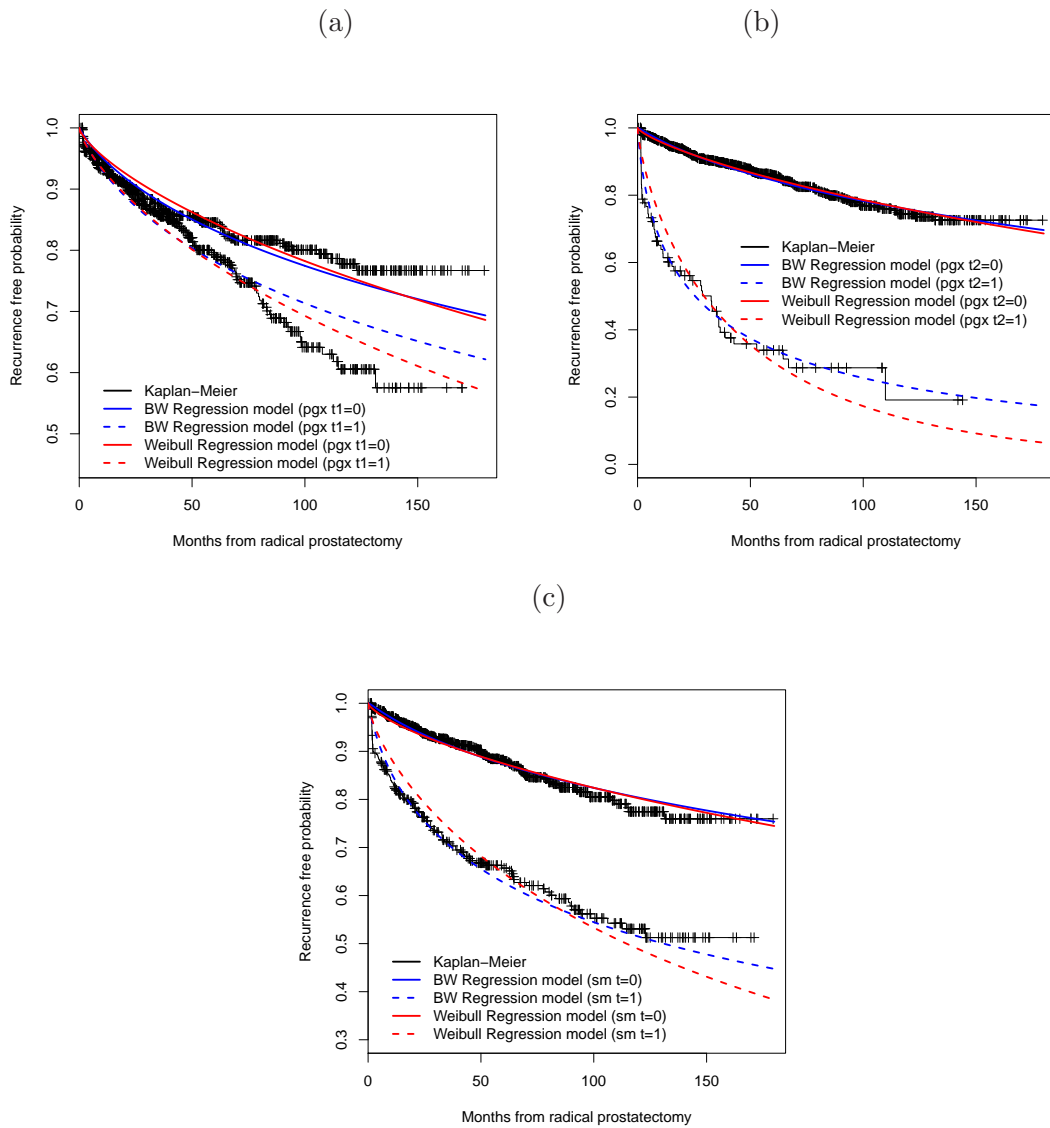 (a)
1.0
0.9
0.8
0.7
0.6
0.5
Recurrence free probability
Kaplan−Meier
BW Regression model (pgx t1=0)
BW Regression model (pgx t1=1)
Weibull Regression model (pgx t1=0)
Weibull Regression model (pgx t1=1)
0 50 100 150
Months from radical prostatectomy
(b)
1.0
0.8
0.6
0.4
0.2
0.0
Recurrence free probability
Kaplan−Meier
BW Regression model (pgx t2=0)
BW Regression model (pgx t2=1)
Weibull Regression model (pgx t2=0)
Weibull Regression model (pgx t2=1)
0 50 100 150
Months from radical prostatectomy
(c)
1.0
0.9
0.8
0.7
0.6
0.5
0.4
0.3
Recurrence free probability
Kaplan−Meier
BW Regression model (sm t=0)
BW Regression model (sm t=1)
Weibull Regression model (sm t=0)
Weibull Regression model (sm t=1)
0 50 100 150
Months from radical prostatectomy